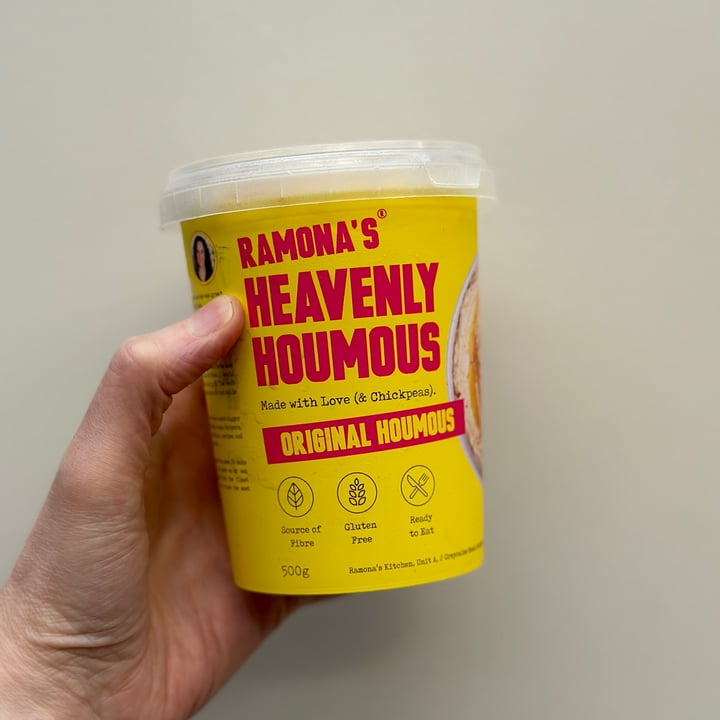 RAMONA'S®
HEAVENLY
HOUMOUS
Made with Love (& Chickpeas).
ORIGINAL HOUMOUS
Source of
Fibre
Gluten
Free
Ready
to Eat
500g
Ramona's Kitchen, Unit A, 2